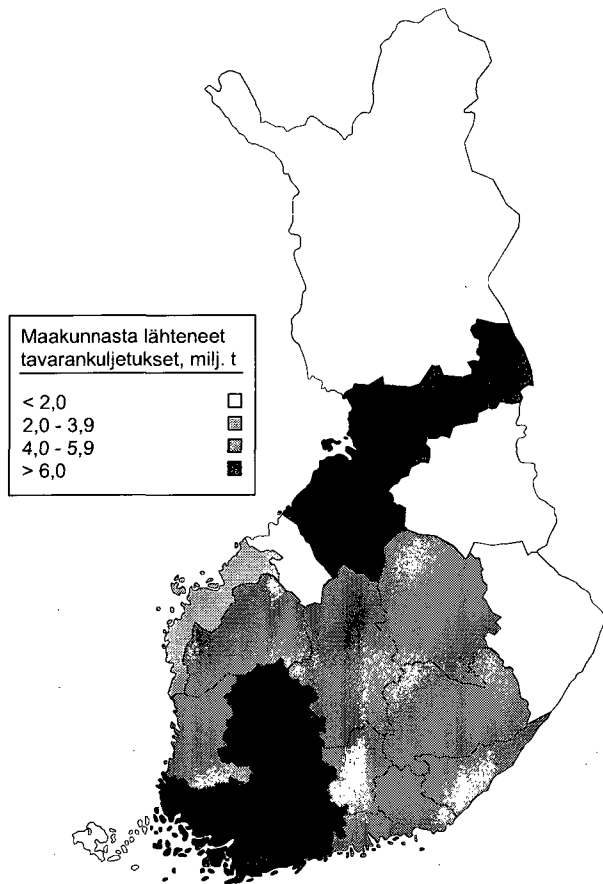 Maakunnasta lähteneet
tavarankuljetukset, milj. t
< 2,0
2,0 - 3,9
4,0 - 5,9
> 6,0